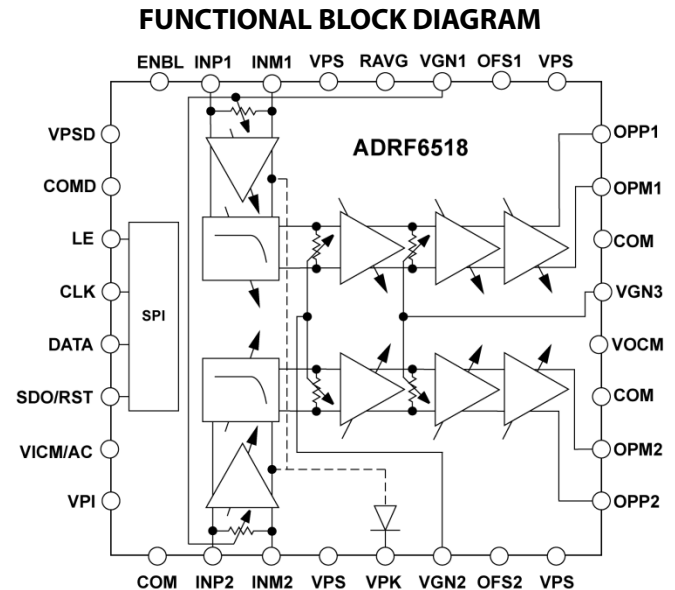 FUNCTIONAL BLOCK DIAGRAM
ENBL INP1 INM1 VPS RAVG VGN1 OFS1 VPS
ADRF6518
VPSD
COMD
LE
CLK
DATA
SDO/RST
VICM/AC
VPI
SPI
OPP1
OPM1
COM
VGN3
VOCM
COM
OPM2
OPP2
COM INP2 INM2 VPS VPK VGN2 OFS2 VPS